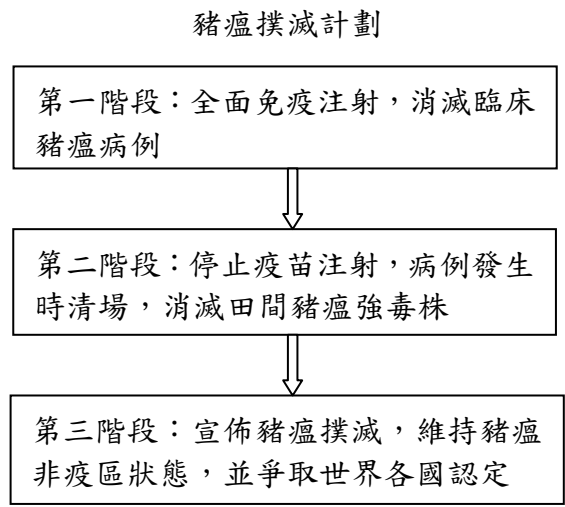 豬瘟撲滅計劃
第一階段：全面免疫注射，消滅臨床
豬瘟病例
第二階段：停止疫苗注射，病例發生
時清場，消滅田間豬瘟強毒株
第三階段：宣佈豬瘟撲滅，維持豬瘟
非疫區狀態，並爭取世界各國認定